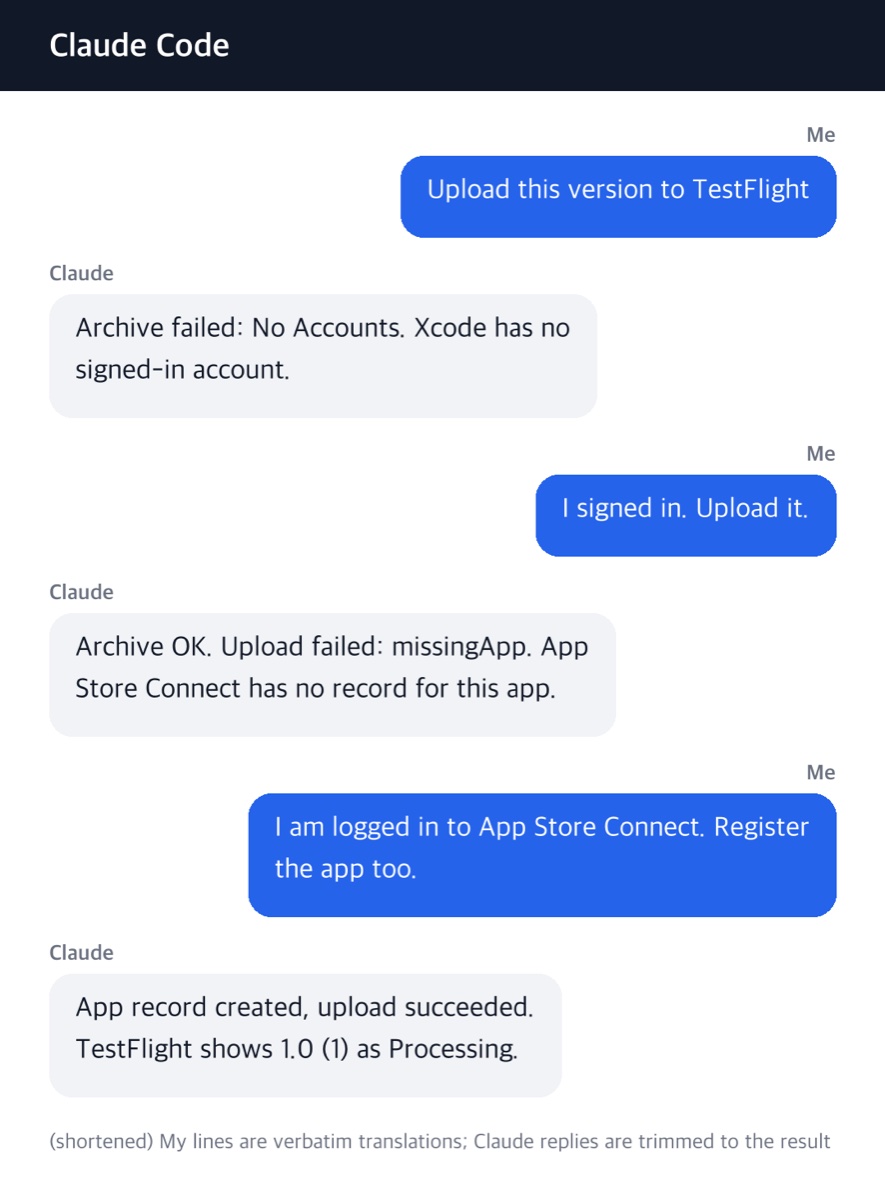 Claude Code
Me
Upload this version to TestFlight
Claude
Archive failed: No Accounts. Xcode has no
signed-in account.
Me
I signed in. Upload it.
Claude
Archive OK. Upload failed: missingApp. App
Store Connect has no record for this app.
Me
I am logged in to App Store Connect. Register
the app too.
Claude
App record created, upload succeeded.
TestFlight shows 1.0 (1) as Processing.
(shortened) My lines are verbatim translations; Claude replies are trimmed to the result